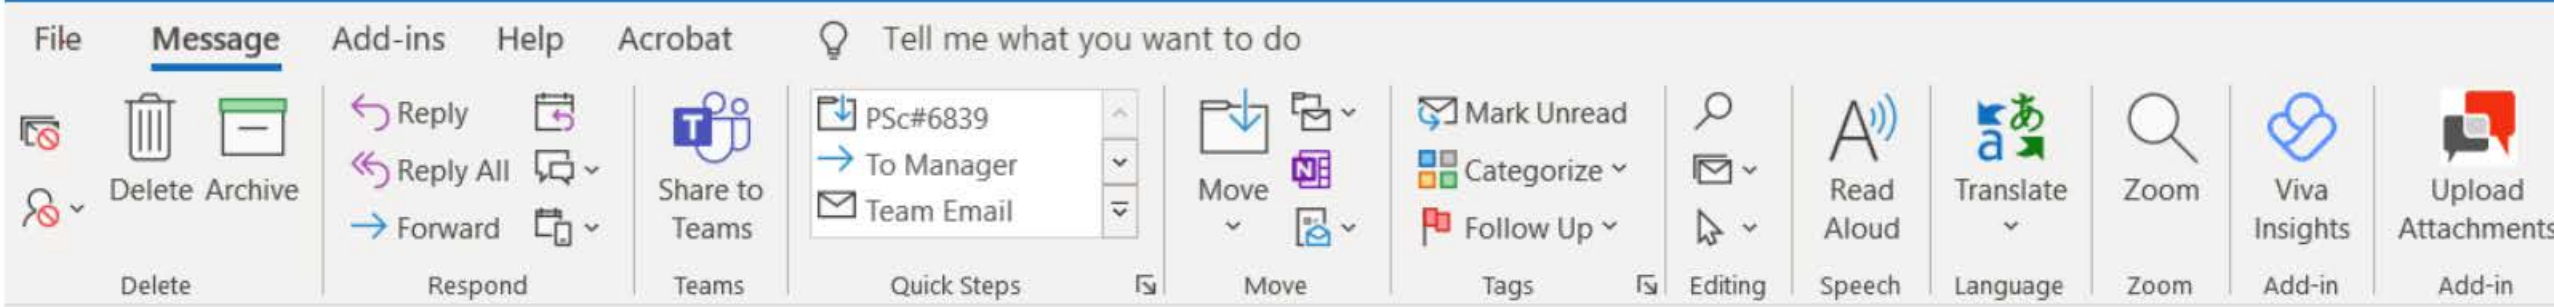 File Message Add-ins Help Acrobat Tell me what you want to do
Delete Archive
Reply
Reply All
Forward
Share to
Teams
PSc#6839
To Manager
Team Email
Move
Mark Unread
Categorize
Follow Up
Read
Aloud
Translate
Zoom
Viva
Insights
Upload
Attachments
Delete Respond Teams Quick Steps Move Tags Editing Speech Language Zoom Add-in Add-in